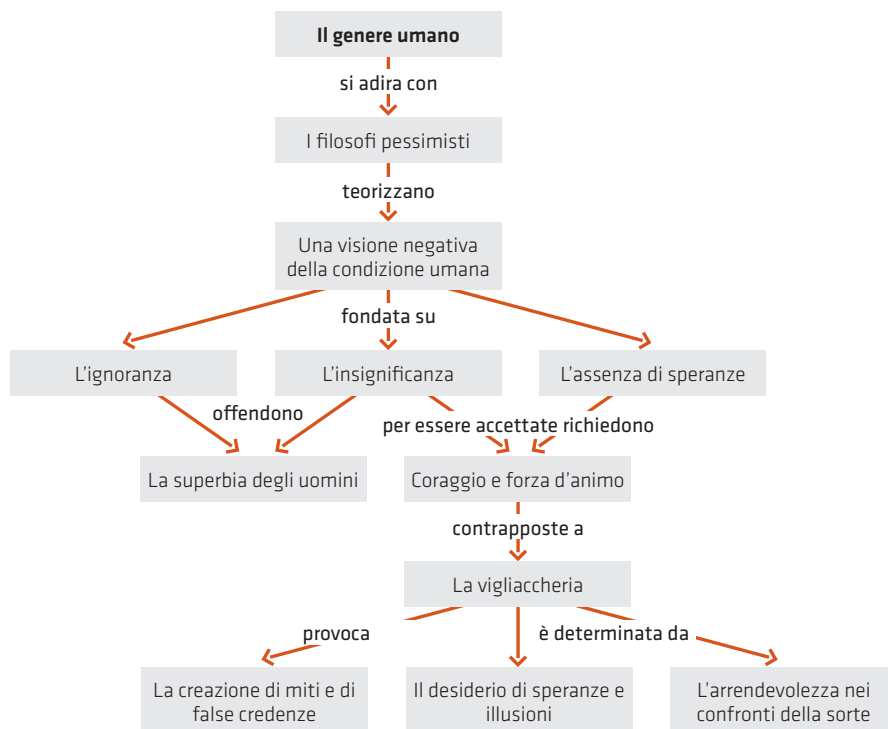 Il genere umano
si adira con
I filosofi pessimisti
teorizzano
Una visione negativa
della condizione umana
fondata su
L'ignoranza
L'insignificanza
L'assenza di speranze
offendono
per essere accettate richiedono
La superbia degli uomini
Coraggio e forza d'animo
contrapposte a
La vigliaccheria
provoca
è determinata da
La creazione di miti e di
false credenze
Il desiderio di speranze e
illusioni
L'arrendevolezza nei
confronti della sorte